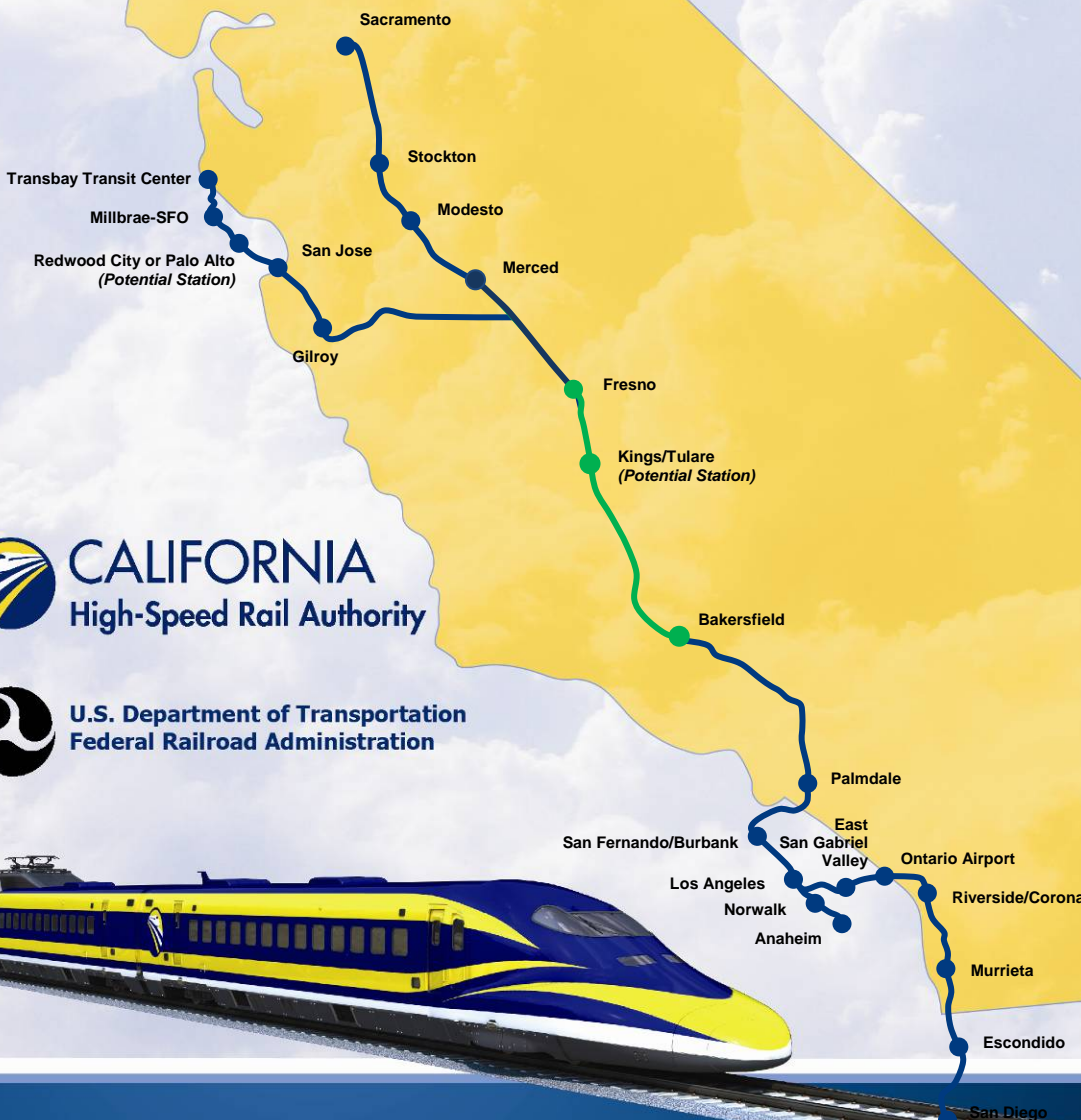 Sacramento
Stockton
Transbay Transit Center
Modesto
Millbrae-SFO
San Jose
Redwood City or Palo Alto
(Potential Station)
Merced
Gilroy
Fresno
Kings/Tulare
(Potential Station)
CALIFORNIA
High-Speed Rail Authority
Bakersfield
U.S. Department of Transportation
Federal Railroad Administration
Palmdale
San Fernando/Burbank
East
San Gabriel
Valley
Ontario Airport
Los Angeles
Riverside/Corona
Norwalk
Anaheim
Murrieta
Escondido
San Diego